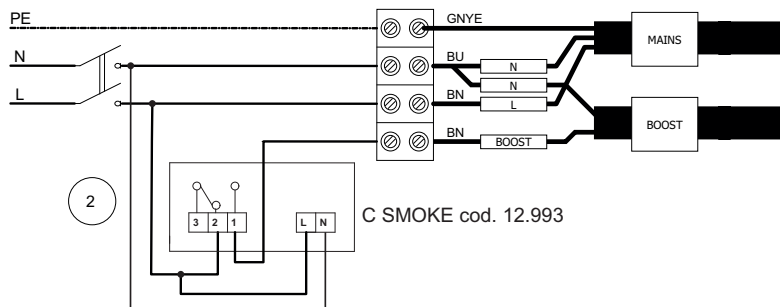 PE
GNYE
MAINS
N
BU
N
N
L
BN
L
BOOST
BN
BOOST
2
3 2 1
L N
C SMOKE cod. 12.993